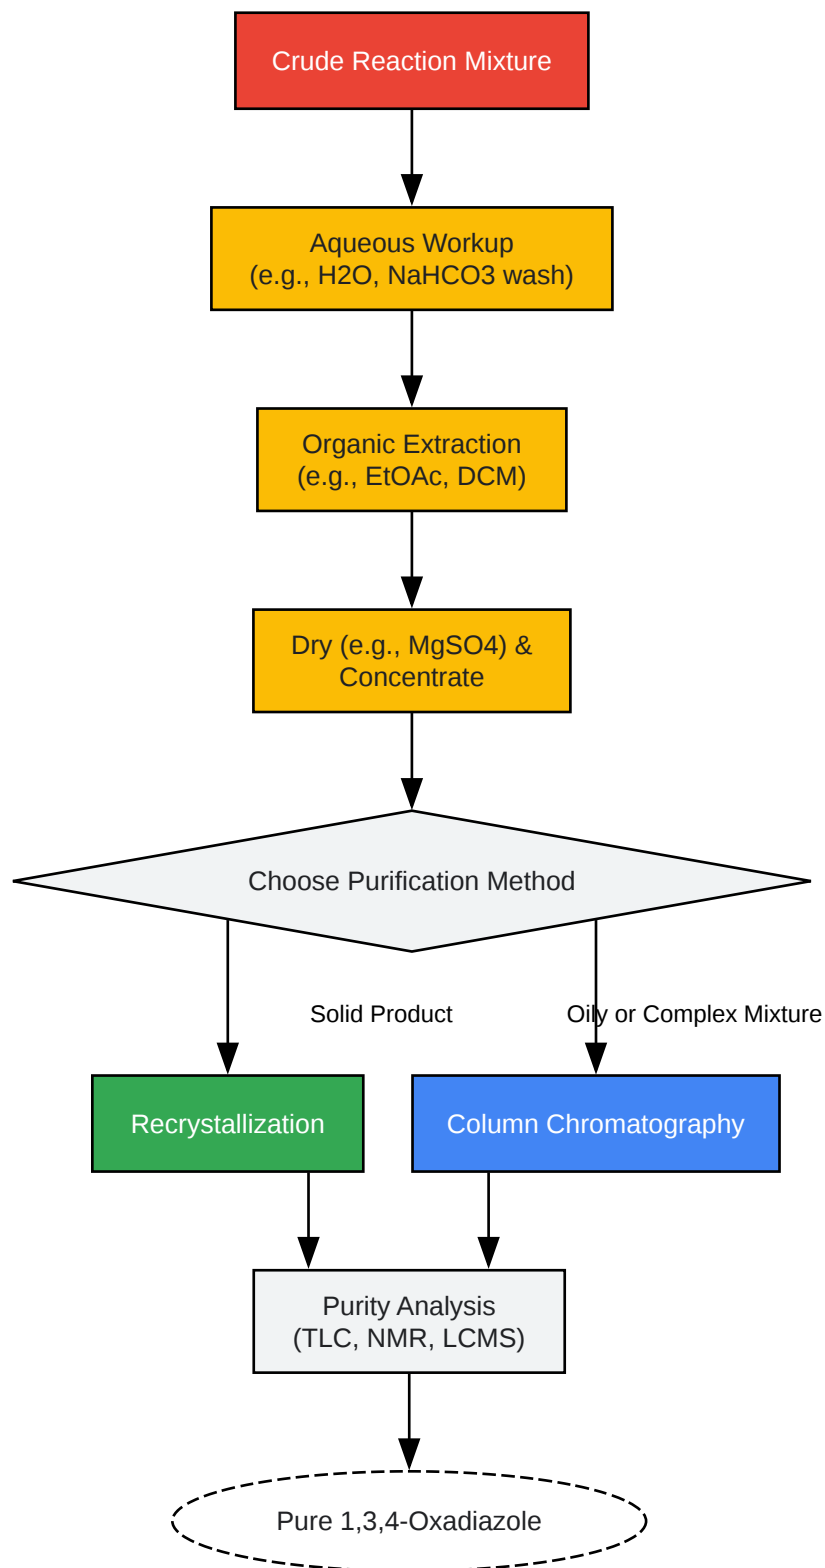 Crude Reaction Mixture
Aqueous Workup
(e.g., H2O, NaHCO3 wash)
Organic Extraction
(e.g., EtOAc, DCM)
Dry (e.g., MgSO4) &
Concentrate
Choose Purification Method
Solid Product
Oily or Complex Mixture
Recrystallization
Column Chromatography
Purity Analysis
(TLC, NMR, LCMS)
Pure 1,3,4-Oxadiazole